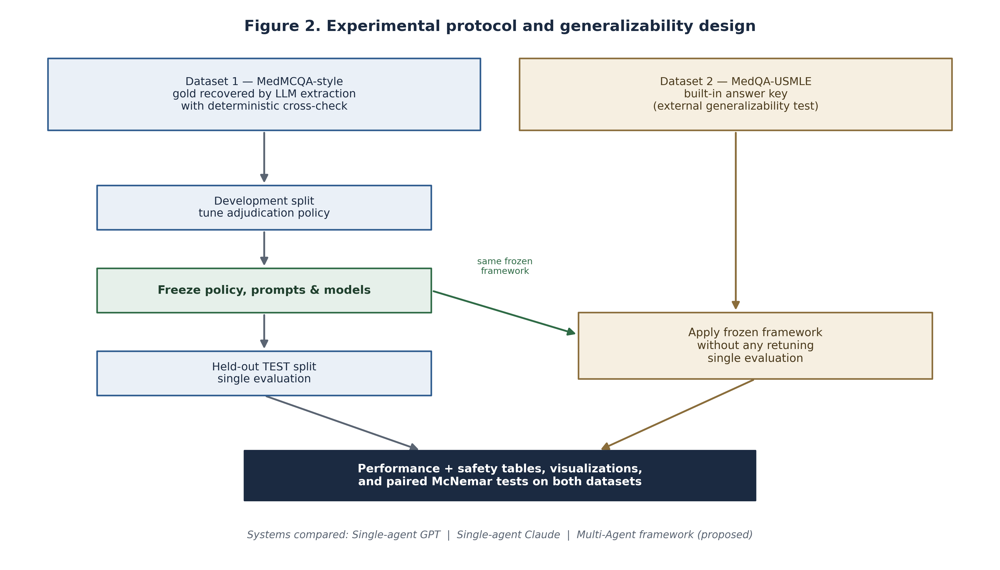 Figure 2. Experimental protocol and generalizability design
Dataset 1 — MedMCQA-style
gold recovered by LLM extraction
with deterministic cross-check
Dataset 2 — MedQA-USMLE
built-in answer key
(external generalizability test)
Development split
tune adjudication policy
same frozen
framework
Freeze policy, prompts & models
Apply frozen framework
without any retuning
single evaluation
Held-out TEST split
single evaluation
Performance + safety tables, visualizations,
and paired McNemar tests on both datasets
Systems compared: Single-agent GPT | Single-agent Claude | Multi-Agent framework (proposed)